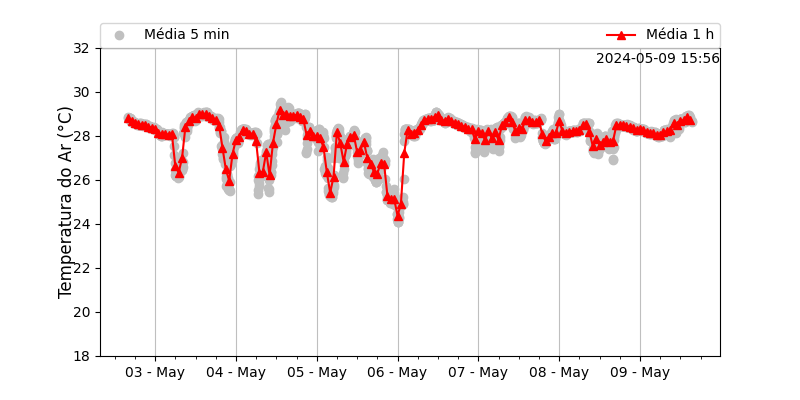 Média 5 min
Média 1 h
2024-05-09 15:56
Temperatura do Ar (°C)
32
30
28
26
24
22
20
18
03 - May
04 - May
05 - May
06 - May
07 - May
08 - May
09 - May